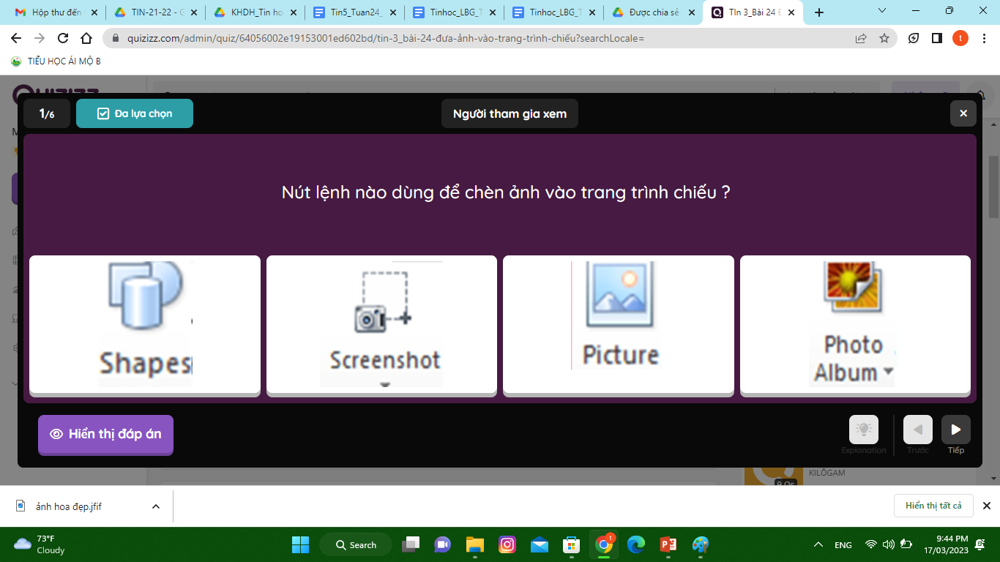 Hộp thư đến
TIN-21-22 - G
KHDH_Tin họ
Tin5_Tuan24_
Tinhoc_LBG_T
Tinhoc_LBG_T
Được chia sẻ
TIn 3_Bài 24 Đ
quizizz.com/admin/quiz/64056002e19153001ed602bd/tin-3_bài-24-đưa-ảnh-vào-trang-trình-chiếu?searchLocale=
t
TIỂU HỌC ÁI MỘ B
1/6
Đa lựa chọn
Người tham gia xem
Nút lệnh nào dùng để chèn ảnh vào trang trình chiếu ?
Shapes
Screenshot
Picture
Photo
Album
Hiển thị đáp án
Explanation
Trước
Tiếp
KILÔGAM
ảnh hoa đẹp.jfif
Hiển thị tất cả
73°F
Cloudy
Search
ENG
9:44 PM
17/03/2023